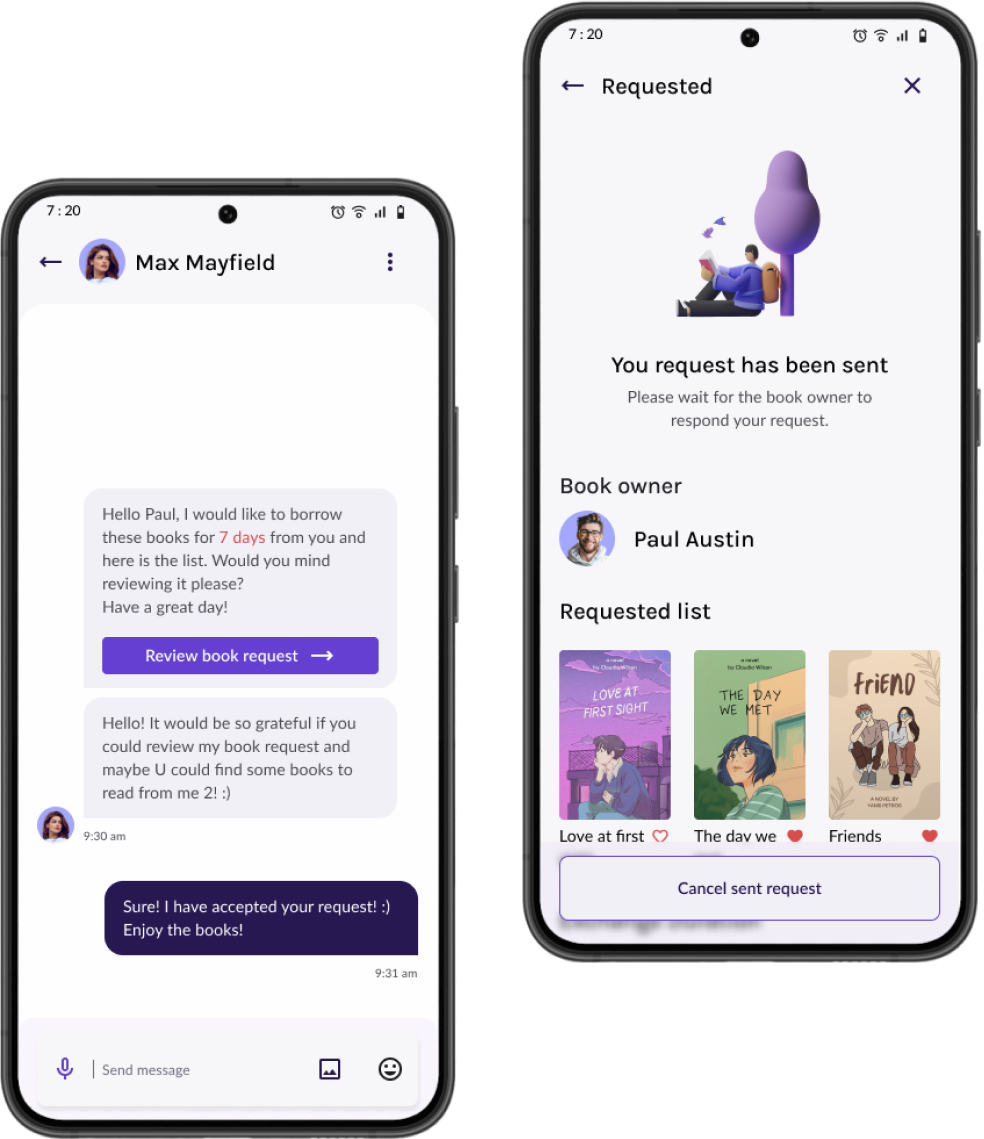 7:20
Max Mayfield
Hello Paul, I would like to borrow
these books for 7 days from you and
here is the list. Would you mind
reviewing it please?
Have a great day!
Review book request
Hello! It would be so grateful if you
could review my book request and
maybe U could find some books to
read from me 2! :)
9:30 am
Sure! I have accepted your request! :)
Enjoy the books!
9:31 am
Send message
7:20
Requested
You request has been sent
Please wait for the book owner to
respond your request.
Book owner
Paul Austin
Requested list
a novel
by Claudia Wilson
LOVE AT
FIRST SIGHT
a novel
by Claudia Wilson
THE DAY
WE MET
FRiEND
A NOVEL BY
Love at first
The day we
Friends
Cancel sent request